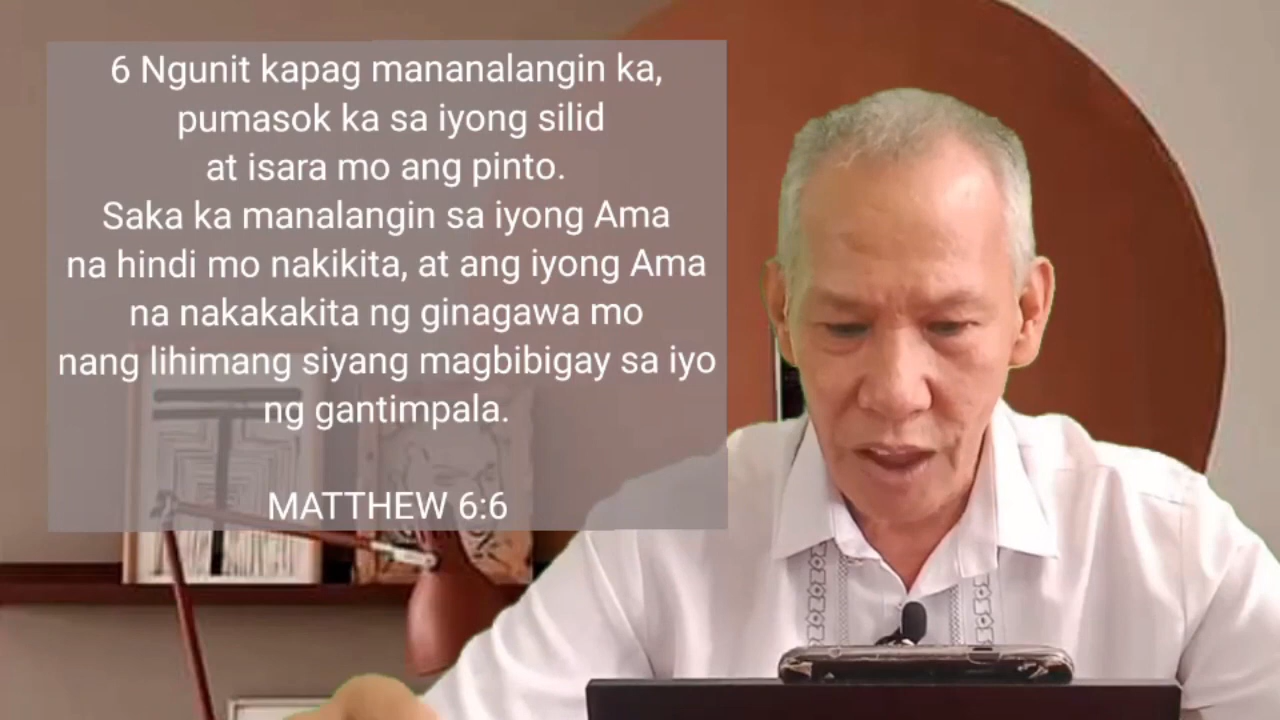 6 Ngunit kapag mananalangin ka,
pumasok ka sa iyong silid
at isara mo ang pinto.
Saka ka manalangin sa iyong Ama
na hindi mo nakikita, at ang iyong Ama
na nakakakita ng ginagawa mo
nang lihimang siyang magbibigay sa iyo
ng gantimpala.
MATTHEW 6:6